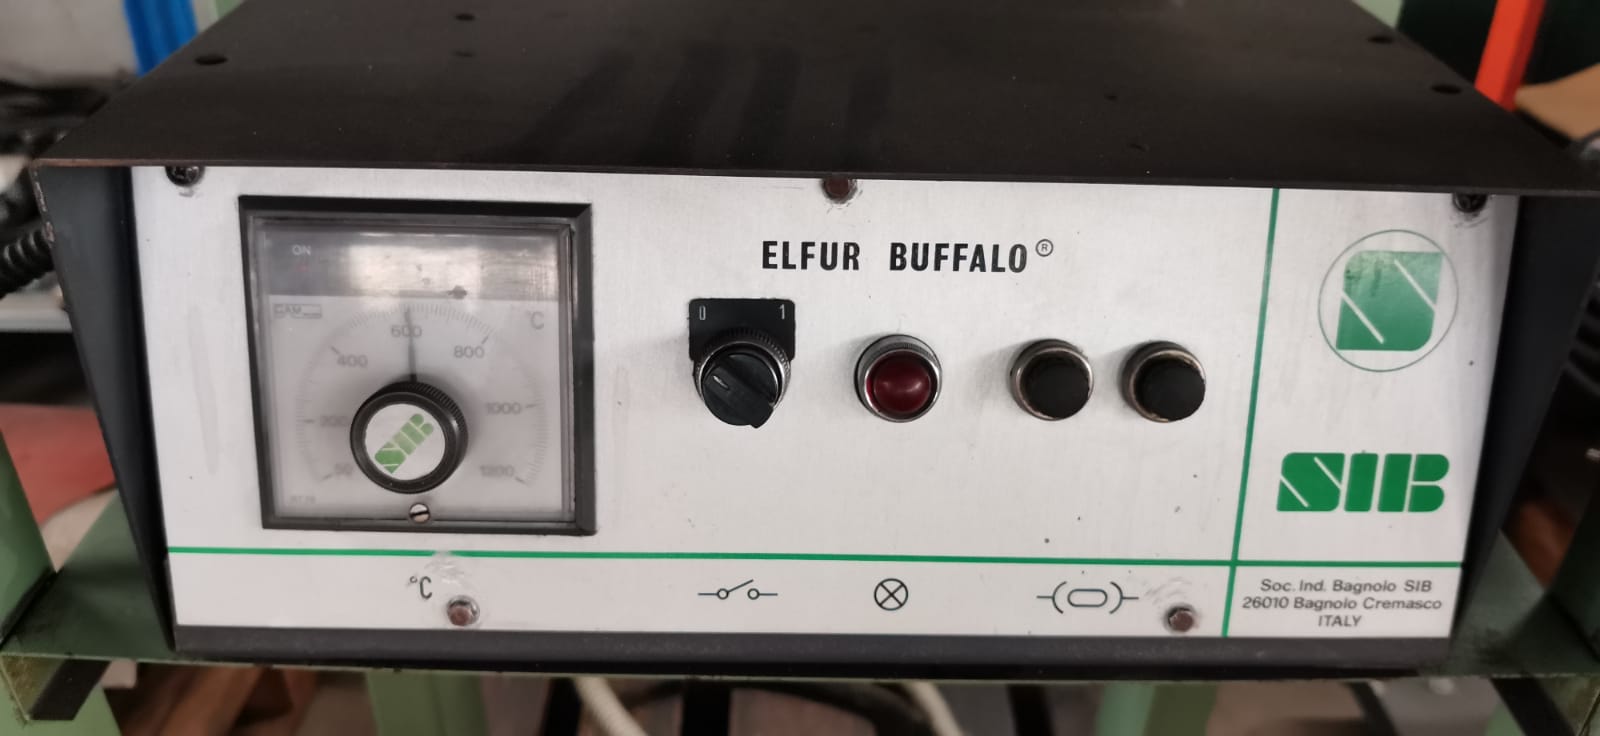 ON
°C
600
400
800
200
1000
50
1200
SIB
ELFUR BUFFALO®
0 1
SIB
°C
Soc. Ind. Bagnolo SIB
26010 Bagnolo Cremasco
ITALY